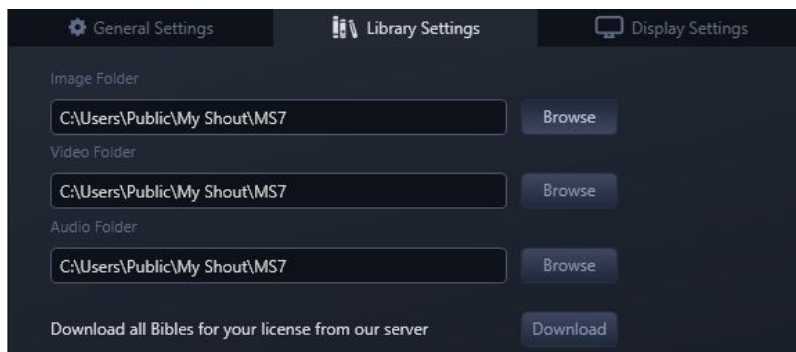 General Settings Library Settings Display Settings
Image Folder
C:\Users\Public\My Shout\MS7 Browse
Video Folder
C:\Users\Public\My Shout\MS7 Browse
Audio Folder
C:\Users\Public\My Shout\MS7 Browse
Download all Bibles for your license from our server Download